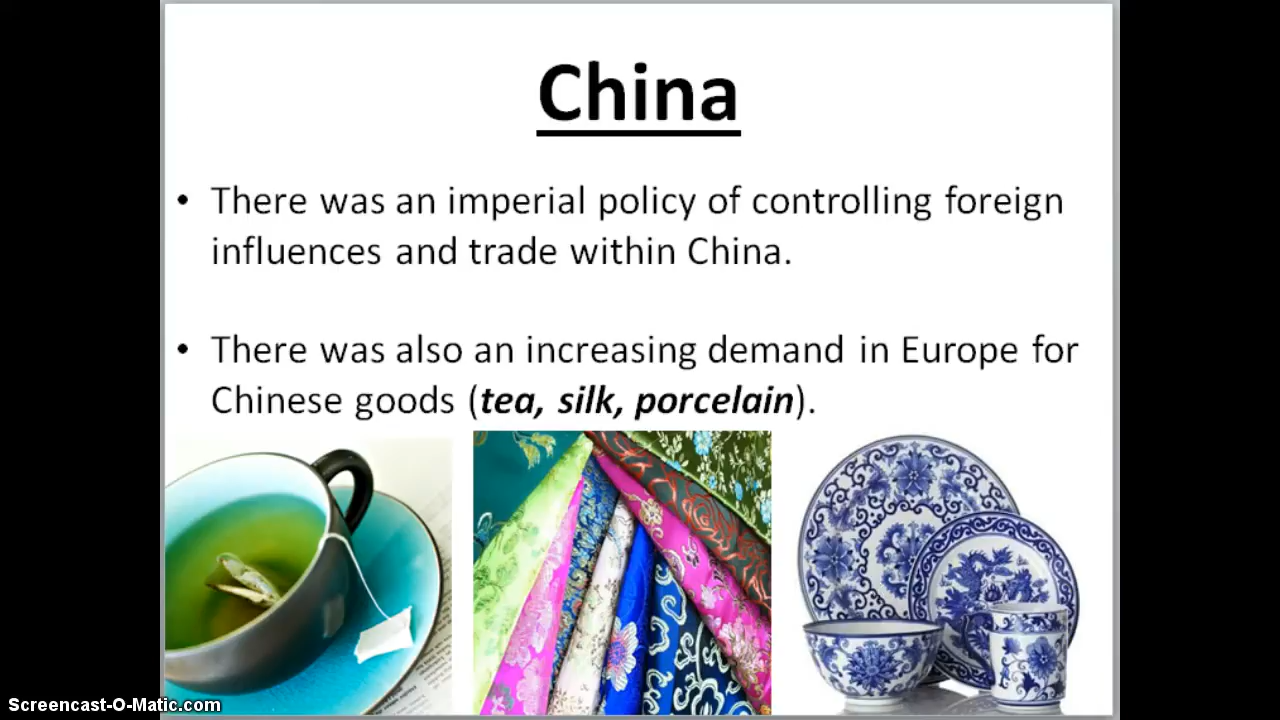 China
• There was an imperial policy of controlling foreign
influences and trade within China.
• There was also an increasing demand in Europe for
Chinese goods (tea, silk, porcelain).
Screencast-O-Matic.com